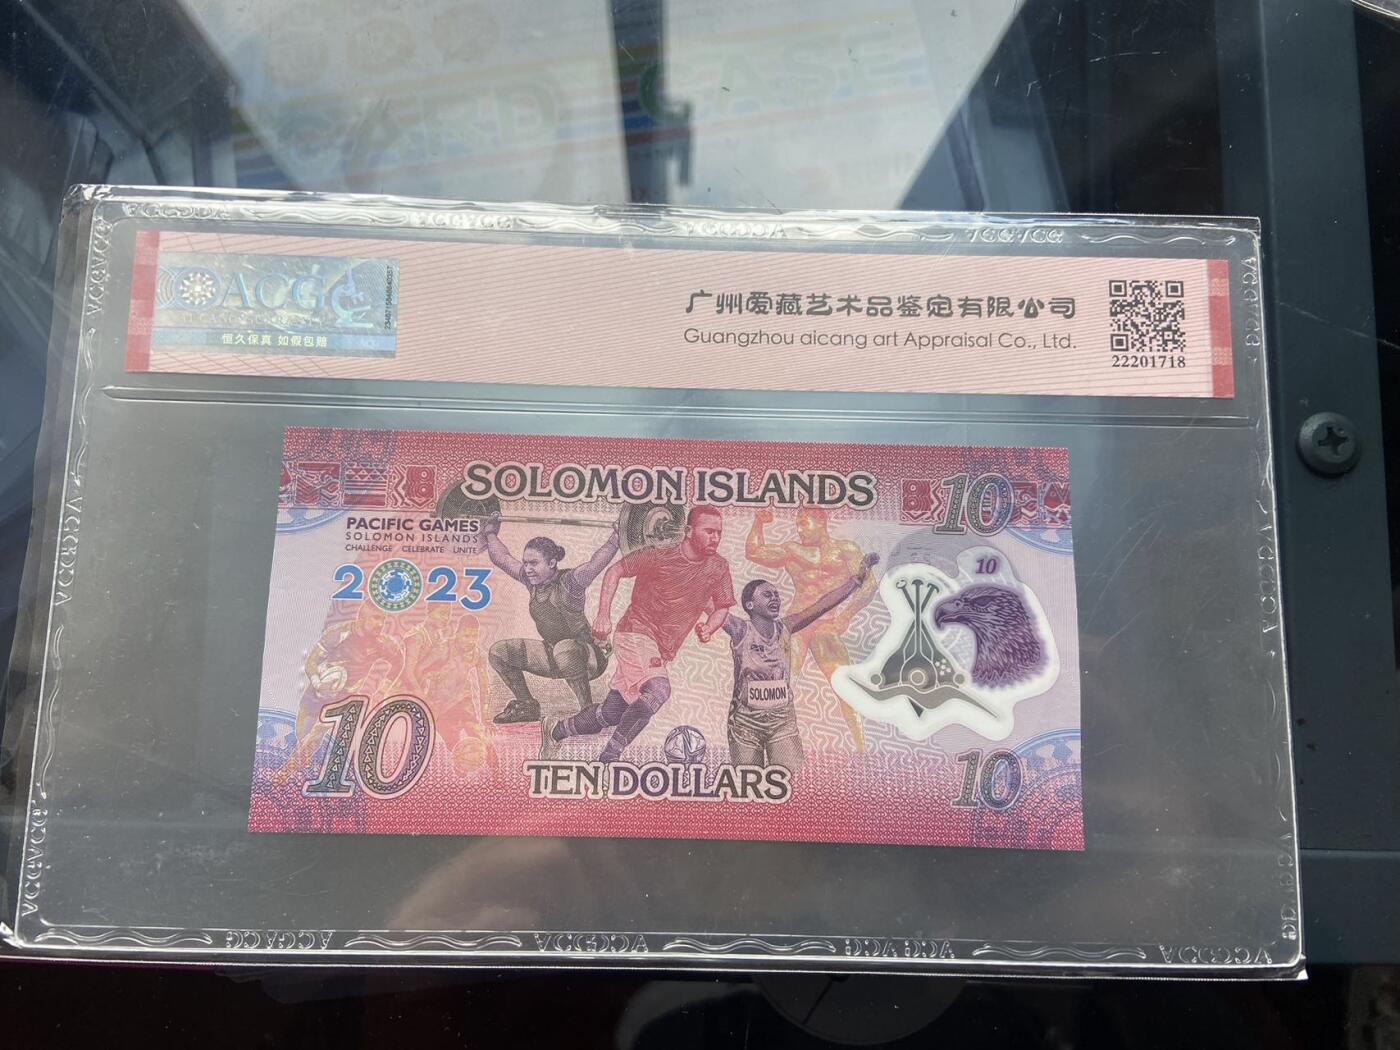 CARD CASE
ACG
恒久保真 如假包赔
广州爱藏艺术品鉴定有限公司
Guangzhou aicang art Appraisal Co., Ltd.
22201718
SOLOMON ISLANDS
10
PACIFIC GAMES
SOLOMON ISLANDS
CHALLENGE CELEBRATE UNITE
2023
10
SOLOMON
10
TEN DOLLARS
10